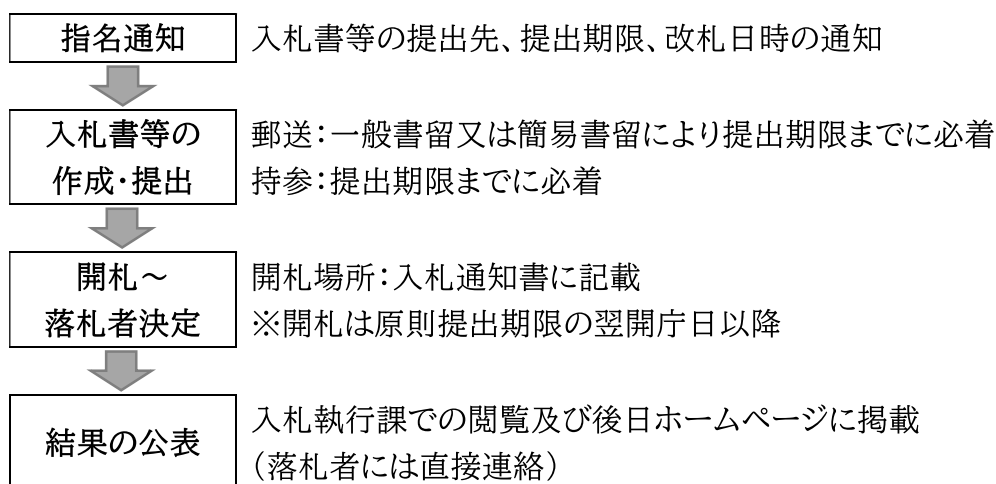 指名通知
入札書等の提出先、提出期限、改札日時の通知
入札書等の
作成・提出
郵送：一般書留又は簡易書留により提出期限までに必着
持参：提出期限までに必着
開札～
落札者決定
開札場所：入札通知書に記載
※開札は原則提出期限の翌開庁日以降
結果の公表
入札執行課での閲覧及び後日ホームページに掲載
（落札者には直接連絡）